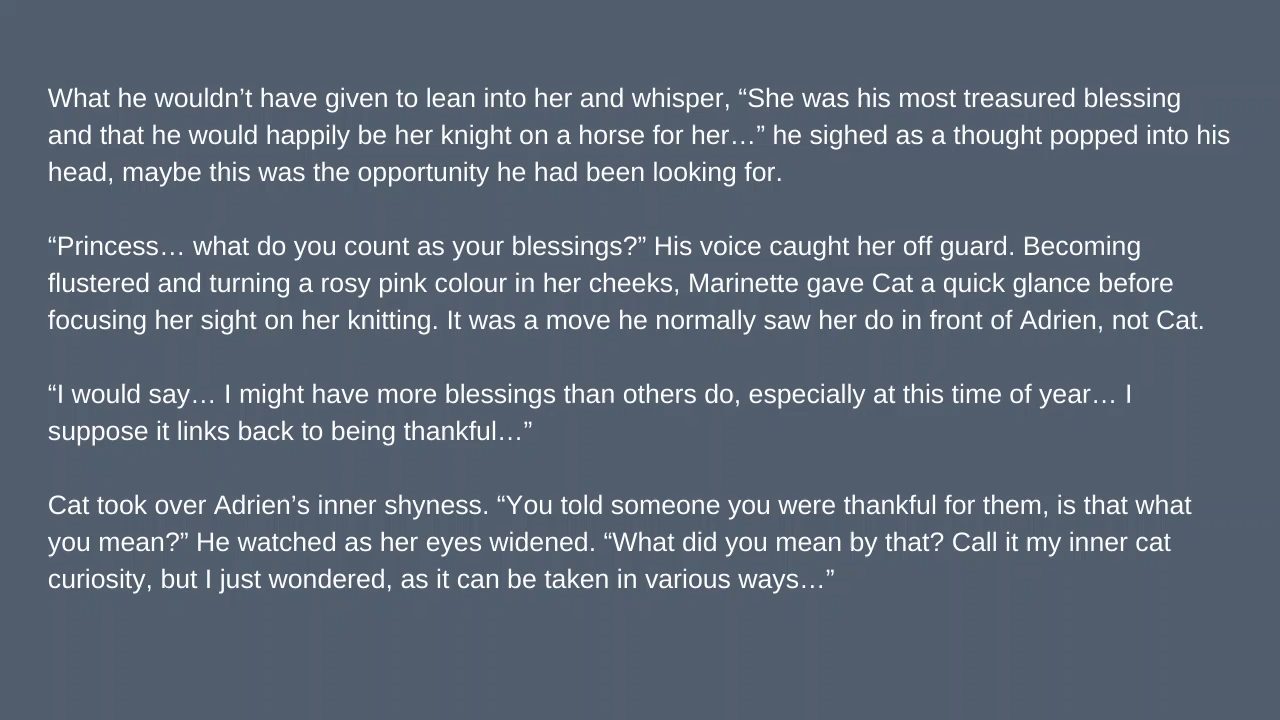 What he wouldn’t have given to lean into her and whisper, “She was his most treasured blessing
and that he would happily be her knight on a horse for her…” he sighed as a thought popped into his
head, maybe this was the opportunity he had been looking for.
“Princess… what do you count as your blessings?” His voice caught her off guard. Becoming
flustered and turning a rosy pink colour in her cheeks, Marinette gave Cat a quick glance before
focusing her sight on her knitting. It was a move he normally saw her do in front of Adrien, not Cat.
“I would say… I might have more blessings than others do, especially at this time of year… I
suppose it links back to being thankful…”
Cat took over Adrien’s inner shyness. “You told someone you were thankful for them, is that what
you mean?” He watched as her eyes widened. “What did you mean by that? Call it my inner cat
curiosity, but I just wondered, as it can be taken in various ways…”